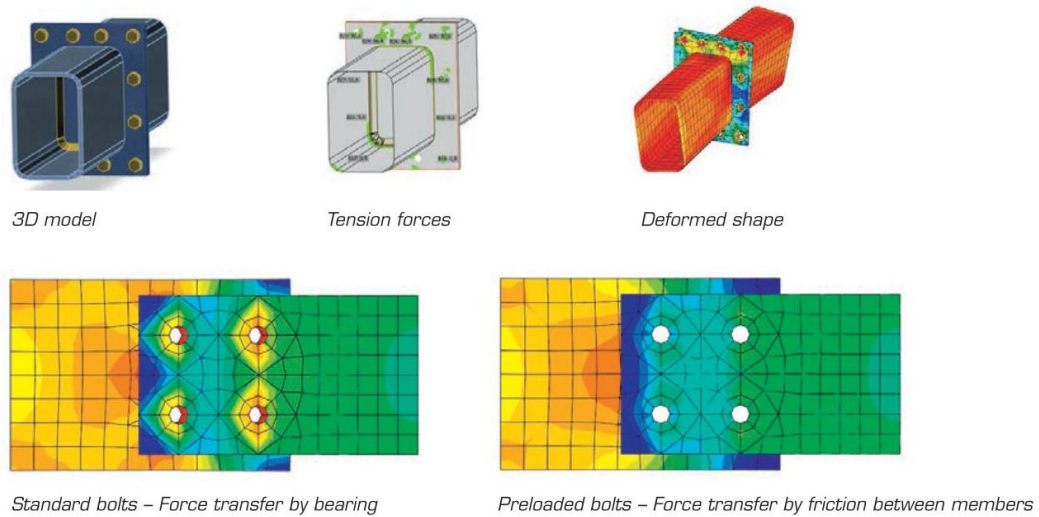 3D model
Tension forces
Deformed shape
Standard bolts – Force transfer by bearing
Preloaded bolts – Force transfer by friction between members